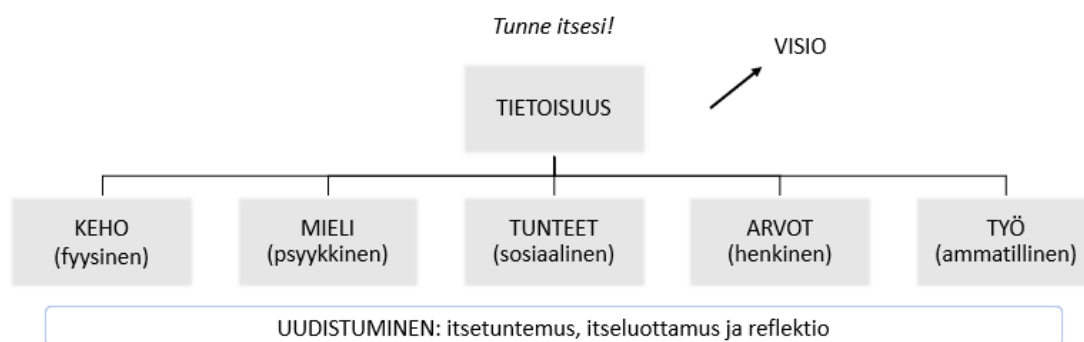 Tunne itsesi!
VISIO
TIETOISUUS
KEHO
(fyysinen)
MIELI
(psyykkinen)
TUNTEET
(sosiaalinen)
ARVOT
(henkinen)
TYÖ
(ammatillinen)
UUDISTUMINEN: itsetuntemus, itseluottamus ja reflektio